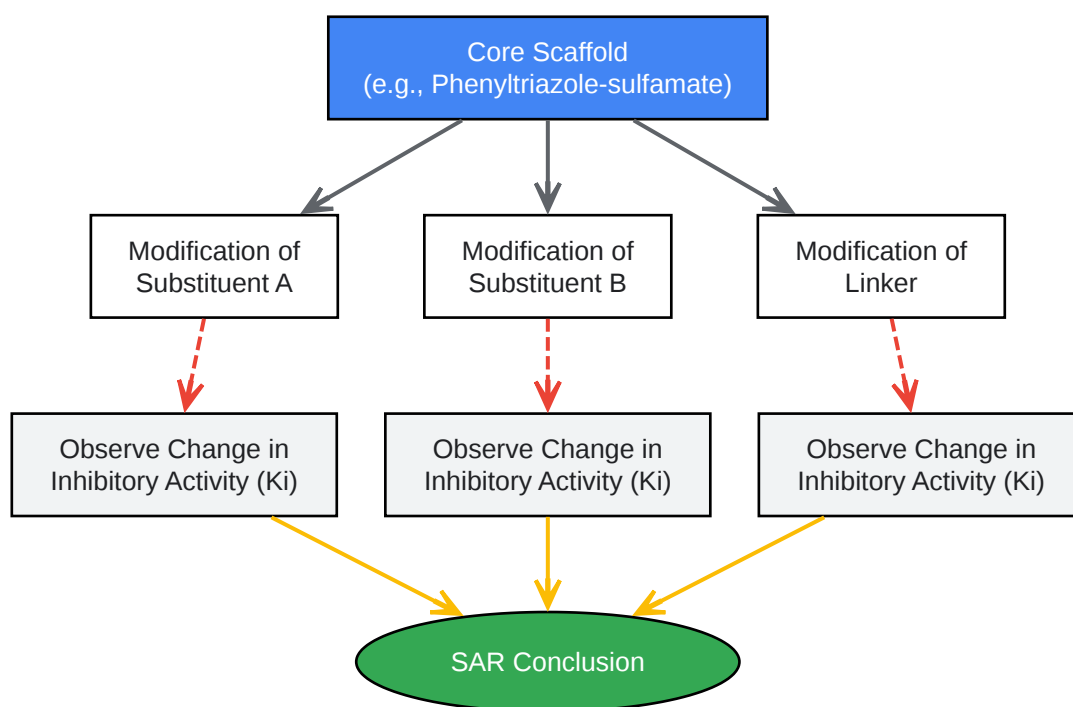 Core Scaffold
(e.g., Phenyltriazole-sulfamate)
Modification of
Substituent A
Modification of
Substituent B
Modification of
Linker
Observe Change in
Inhibitory Activity (Ki)
Observe Change in
Inhibitory Activity (Ki)
Observe Change in
Inhibitory Activity (Ki)
SAR Conclusion